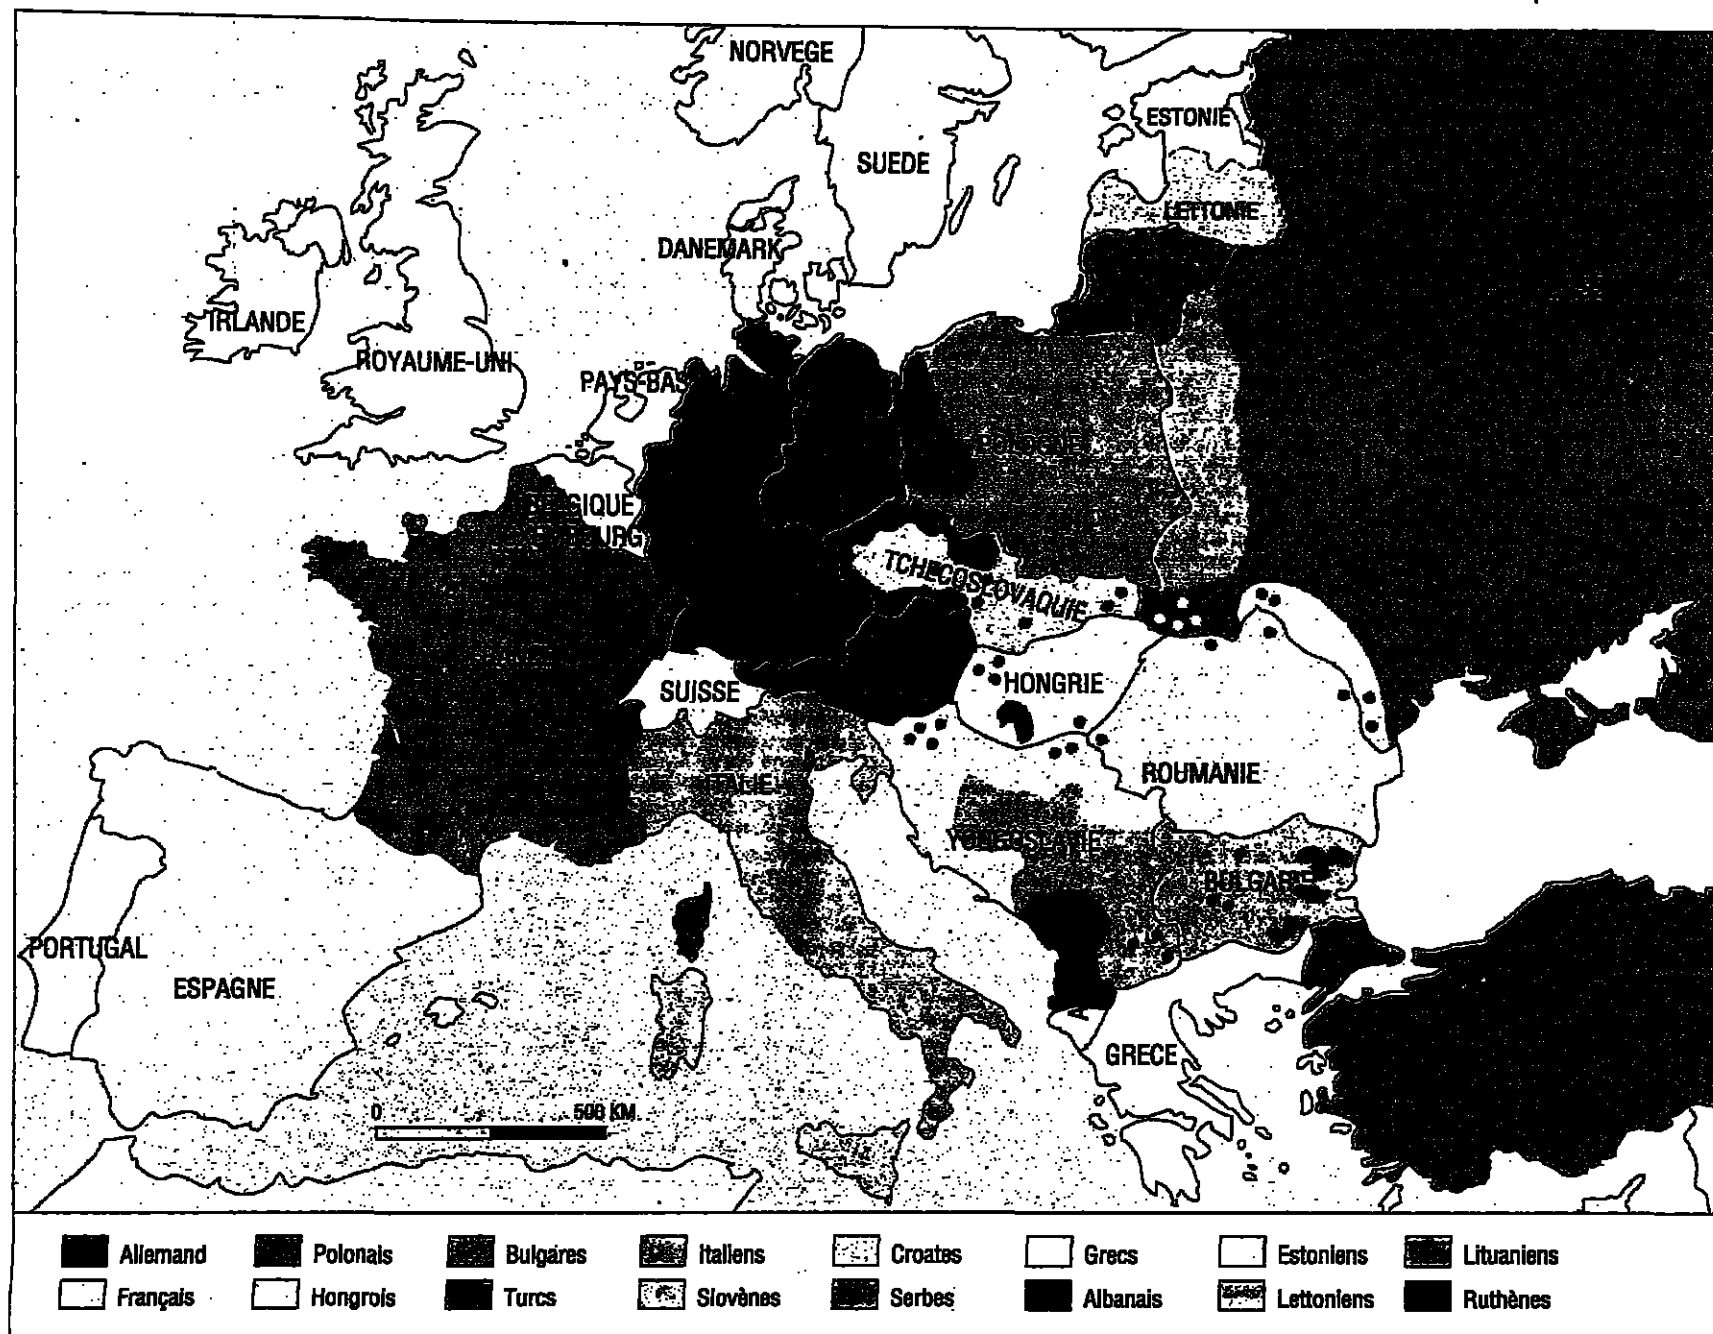 NORVEGE
ESTONIE
SUEDE
LETTONIE
DANEMARK
IRLANDE
ROYAUME-UNI
PAYS-BAS
GIQUE
URG
TCHECOSLOVAQUIE
SUISSE
HONGRIE
ITALIE
ROUMANIE
YOUGOSLAVIE
BULGARIE
PORTUGAL
ESPAGNE
GRECE
0 500 KM
Allemand Polonais Bulgares Italiens Croates Grecs Estoniens Lituaniens
Français Hongrois Turcs Slovènes Serbes Albanais Lettoniens Ruthènes